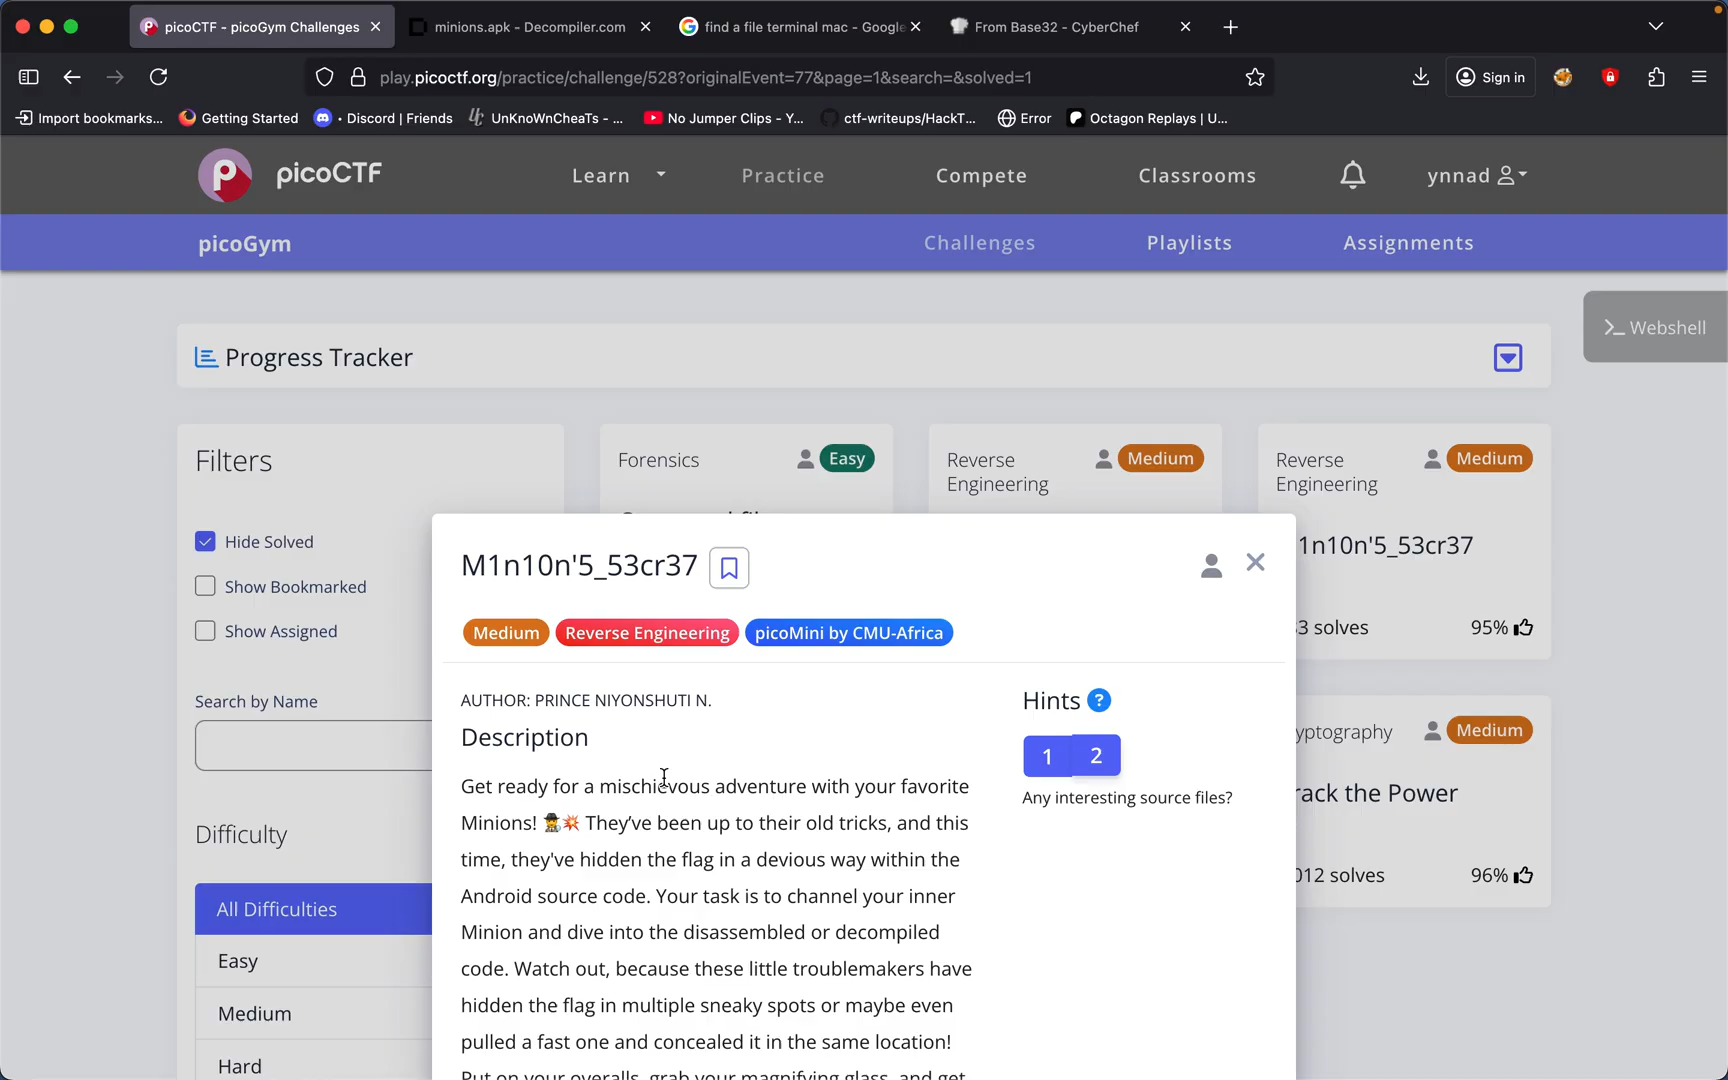 picoCTF - picoGym Challenges
minions.apk - Decompiler.com
find a file terminal mac - Google
From Base32 - CyberChef
play.picoctf.org/practice/challenge/528?originalEvent=77&page=1&search=&solved=1
Sign in
Import bookmarks...
Getting Started
• Discord | Friends
UnKnoWnCheaTs - ...
No Jumper Clips - Y...
ctf-writeups/HackT...
Error
Octagon Replays | U...
picoCTF
Learn
Practice
Compete
Classrooms
ynnad
picoGym
Challenges
Playlists
Assignments
>_ Webshell
Progress Tracker
Filters
Hide Solved
Show Bookmarked
Show Assigned
Search by Name
Difficulty
All Difficulties
Easy
Medium
Hard
Forensics
Easy
Reverse
Engineering
Medium
Reverse
Engineering
Medium
1n10n'5_53cr37
3 solves
95%
yptography
Medium
rack the Power
012 solves
96%
M1n10n'5_53cr37
Medium
Reverse Engineering
picoMini by CMU-Africa
AUTHOR: PRINCE NIYONSHUTI N.
Description
Get ready for a mischievous adventure with your favorite
Minions! 🕵️💥 They've been up to their old tricks, and this
time, they've hidden the flag in a devious way within the
Android source code. Your task is to channel your inner
Minion and dive into the disassembled or decompiled
code. Watch out, because these little troublemakers have
hidden the flag in multiple sneaky spots or maybe even
pulled a fast one and concealed it in the same location!
Put on your overalls, grab your magnifying glass, and get
Hints ?
1
2
Any interesting source files?